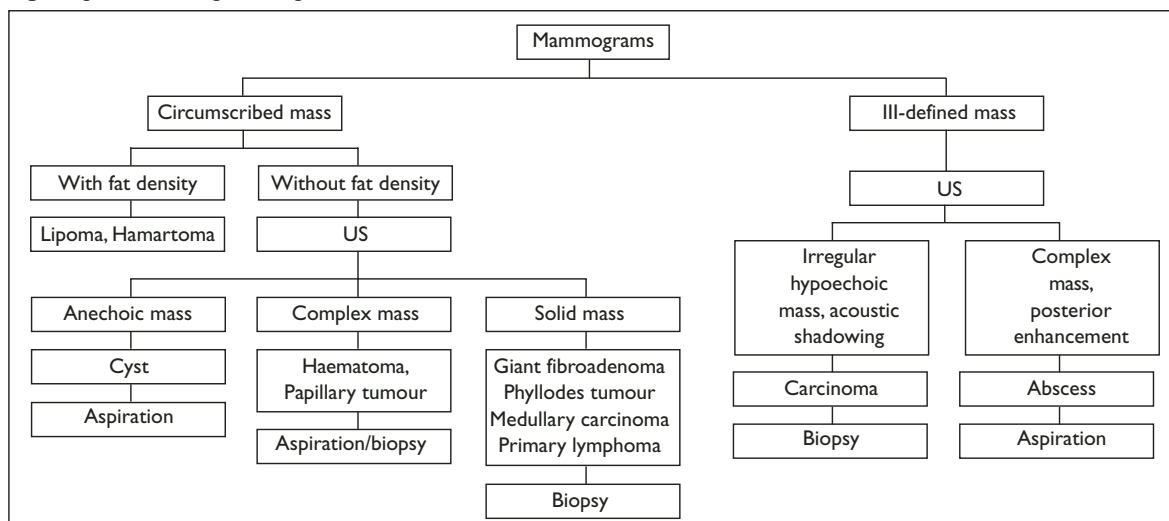 Mammograms
Circumscribed mass
III-defined mass
With fat density
Without fat density
US
Lipoma, Hamartoma
US
Irregular
hypoechoic
mass, acoustic
shadowing
Complex
mass,
posterior
enhancement
Anechoic mass
Complex mass
Solid mass
Cyst
Haematoma,
Papillary tumour
Giant fibroadenoma
Phyllodes tumour
Medullary carcinoma
Primary lymphoma
Carcinoma
Abscess
Aspiration
Aspiration/biopsy
Biopsy
Biopsy
Aspiration